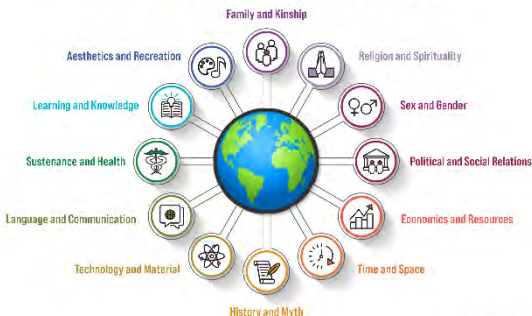 Family and Kinship
Aesthetics and Recreation
Religion and Spirituality
Learning and Knowledge
Sex and Gender
Sustenance and Health
Political and Social Relations
Language and Communication
Economics and Resources
Technology and Material
Time and Space
History and Myth